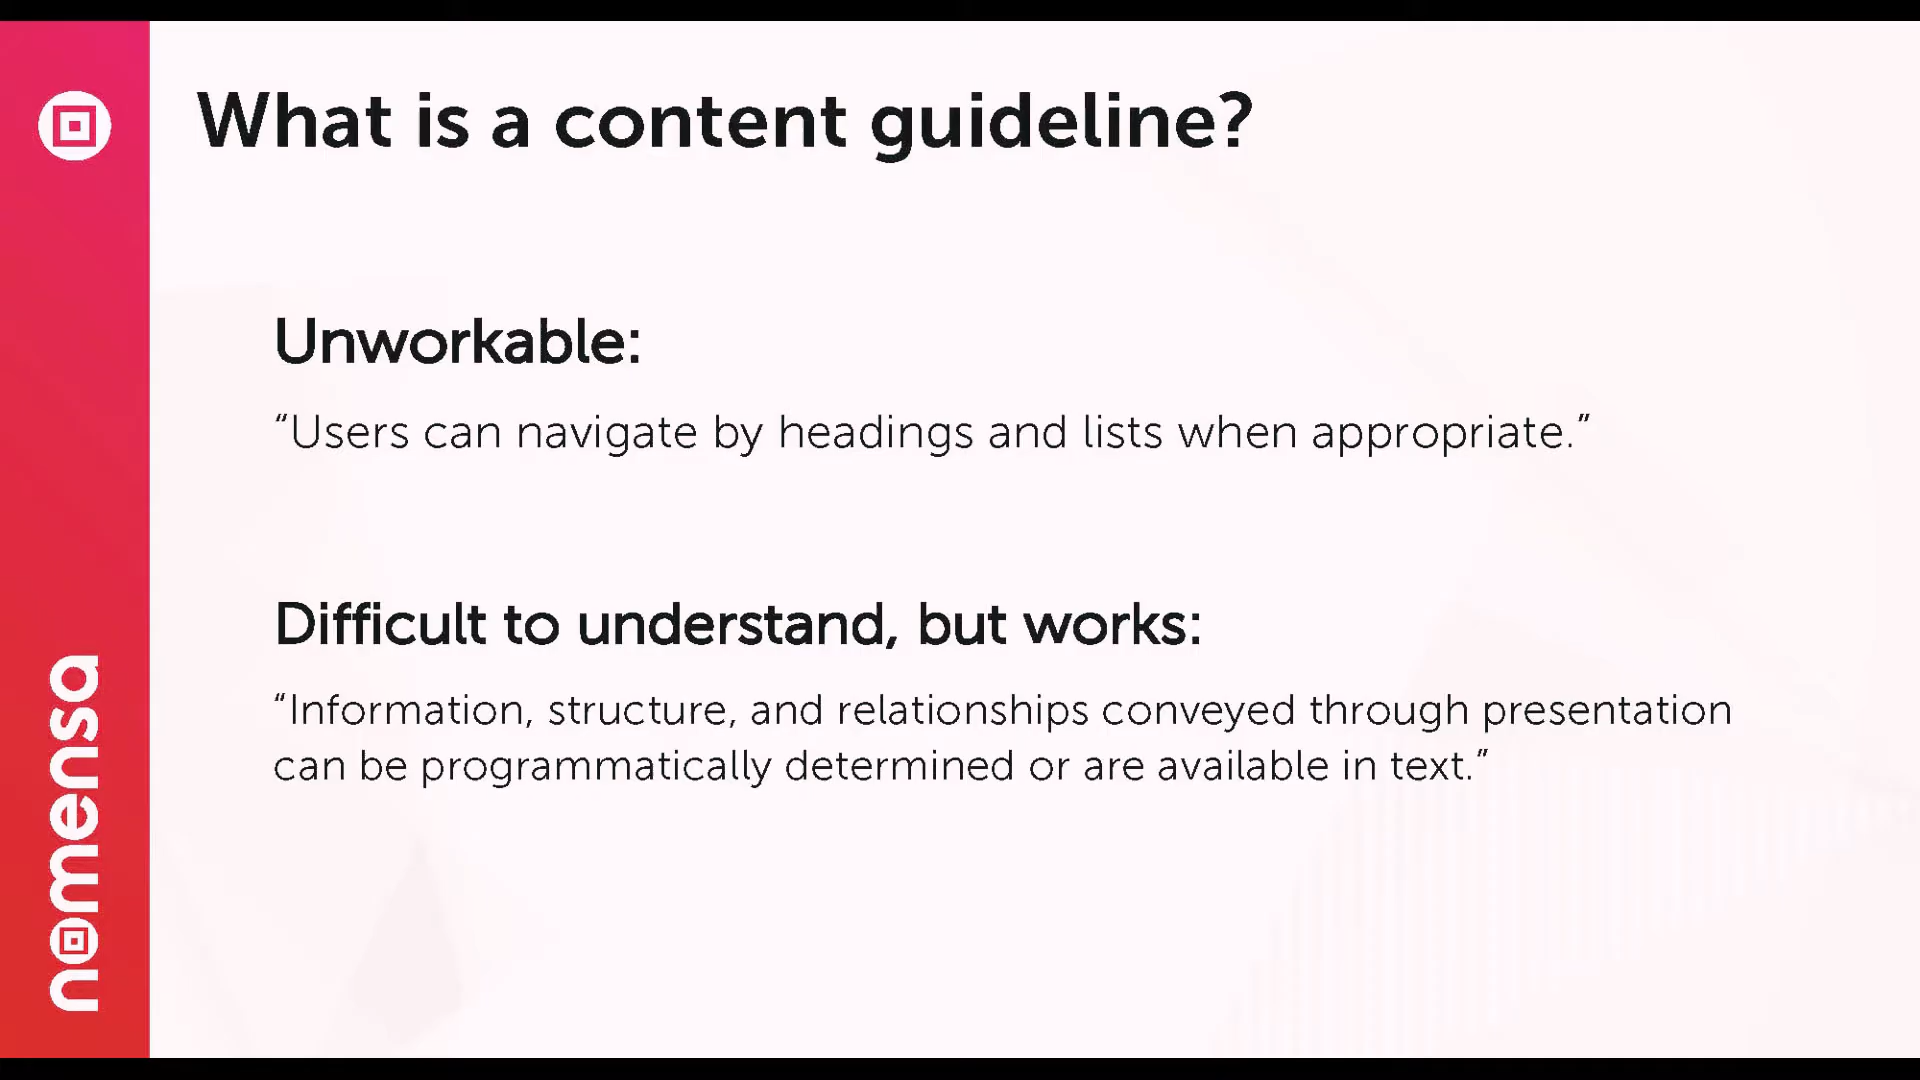 What is a content guideline?
Unworkable:
“Users can navigate by headings and lists when appropriate.”
Difficult to understand, but works:
“Information, structure, and relationships conveyed through presentation
can be programmatically determined or are available in text.”
nomensa